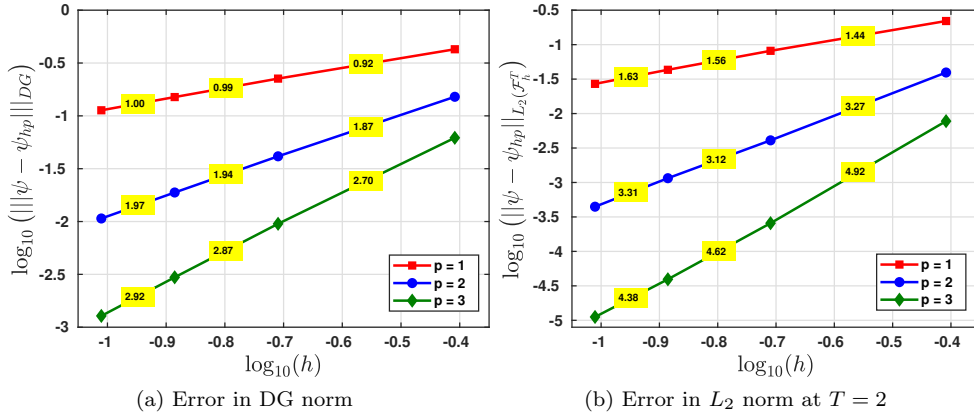 0
-0.5
-1
-1.5
-2
-2.5
-3
log₁₀ (|||ψ − ψₕₚ|||_DG)
1.00
0.99
0.92
1.97
1.94
1.87
2.92
2.87
2.70
p = 1
p = 2
p = 3
-1 -0.9 -0.8 -0.7 -0.6 -0.5 -0.4
log₁₀(h)
(a) Error in DG norm
-0.5
-1
-1.5
-2
-2.5
-3
-3.5
-4
-4.5
-5
log₁₀ (||ψ − ψₕₚ||_{L₂(𝓕ₕᵀ)})
1.63
1.56
1.44
3.31
3.12
3.27
4.38
4.62
4.92
p = 1
p = 2
p = 3
-1 -0.9 -0.8 -0.7 -0.6 -0.5 -0.4
log₁₀(h)
(b) Error in L₂ norm at T = 2